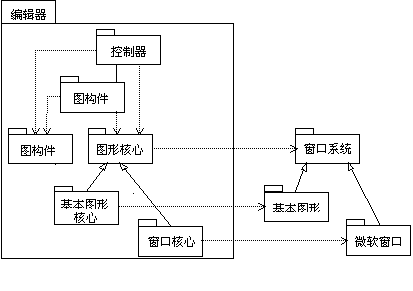 编辑器
控制器
图构件
图构件
图形核心
窗口系统
基本图形
核心
基本图形
窗口核心
微软窗口